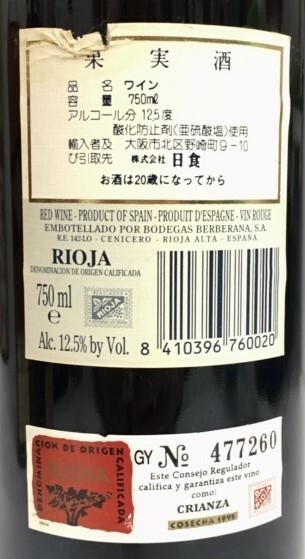 果実酒
品名 ワイン
容量 750mℓ
アルコール分 12.5度
酸化防止剤(亜硫酸塩)使用
輸入者及 大阪市北区野崎町9-10
び引取先 株式会社 日食
お酒は20歳になってから
RED WINE - PRODUCT OF SPAIN - PRODUIT D'ESPAGNE - VIN ROUGE
EMBOTELLADO POR BODEGAS BERBERANA, S.A.
R.E. 142-LO - CENICERO - RIOJA ALTA - ESPAÑA
RIOJA
DENOMINACION DE ORIGEN CALIFICADA
750 ml
e
RIOJA
Alc. 12.5% by Vol.
8 410396 760020
DENOMINACION DE ORIGEN CALIFICADA
RIOJA
GY No 477260
Este Consejo Regulador
califica y garantiza este vino
como:
CRIANZA
COSECHA 1995